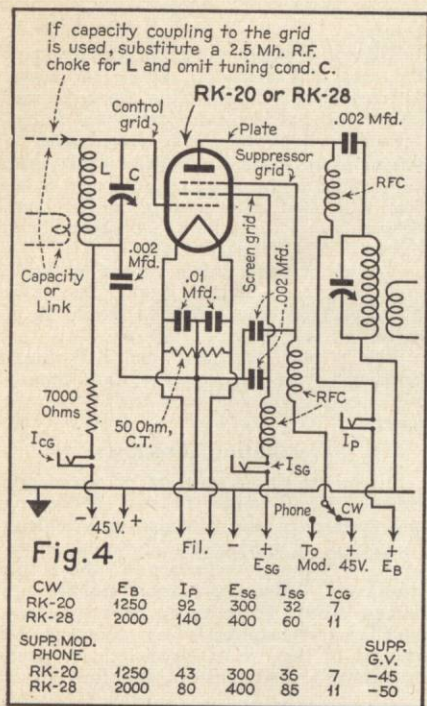 If capacity coupling to the grid
is used, substitute a 2.5 Mh. R.F.
choke for L and omit tuning cond. C.
RK-20 or RK-28
Control
grid
Plate
.002 Mfd.
Suppressor
grid
RFC
L
C
Screen grid
.002 Mfd.
.002
Mfd.
.01
Mfd.
Capacity
or
Link
7000
Ohms
50 Ohm,
C.T.
RFC
ICG
ISG
IP
Phone
CW
- 45V. +
Fil.
-
+
ESG
To
Mod.
+
45V.
+
EB
Fig. 4
CW EB IP ESG ISG ICG
RK-20 1250 92 300 32 7
RK-28 2000 140 400 60 11
SUPP. MOD.
PHONE
SUPP.
G.V.
RK-20 1250 43 300 36 7 -45
RK-28 2000 80 400 85 11 -50